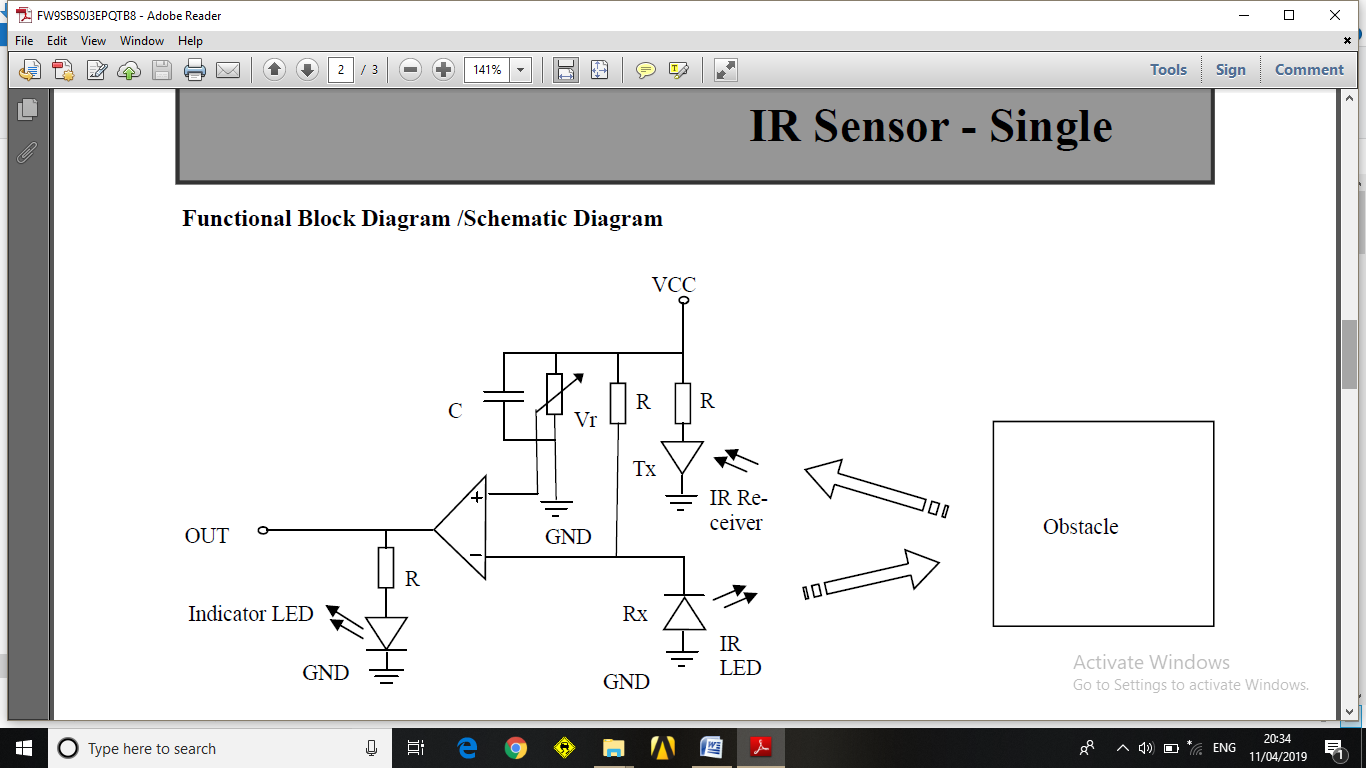 FW9SBS0J3EPQTB8 - Adobe Reader
File Edit View Window Help
2 / 3 141% Tools Sign Comment
IR Sensor - Single
Functional Block Diagram /Schematic Diagram
VCC
C
Vr
R
R
Tx
IR Re-
ceiver
+
GND
OUT
−
R
Obstacle
Indicator LED
GND
Rx
IR
LED
GND
Activate Windows
Go to Settings to activate Windows.
Type here to search
ENG
20:34
11/04/2019
1